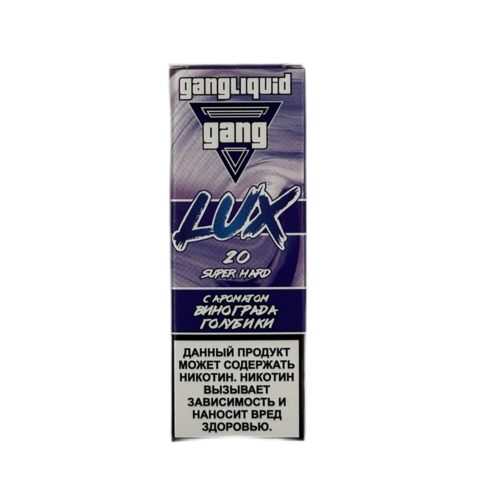 gangliquid
gang
LUX
20
SUPER HARD
С АРОМАТОМ
ВИНОГРАДА
ГОЛУБИКИ
ДАННЫЙ ПРОДУКТ
МОЖЕТ СОДЕРЖАТЬ
НИКОТИН. НИКОТИН
ВЫЗЫВАЕТ
ЗАВИСИМОСТЬ И
НАНОСИТ ВРЕД
ЗДОРОВЬЮ.